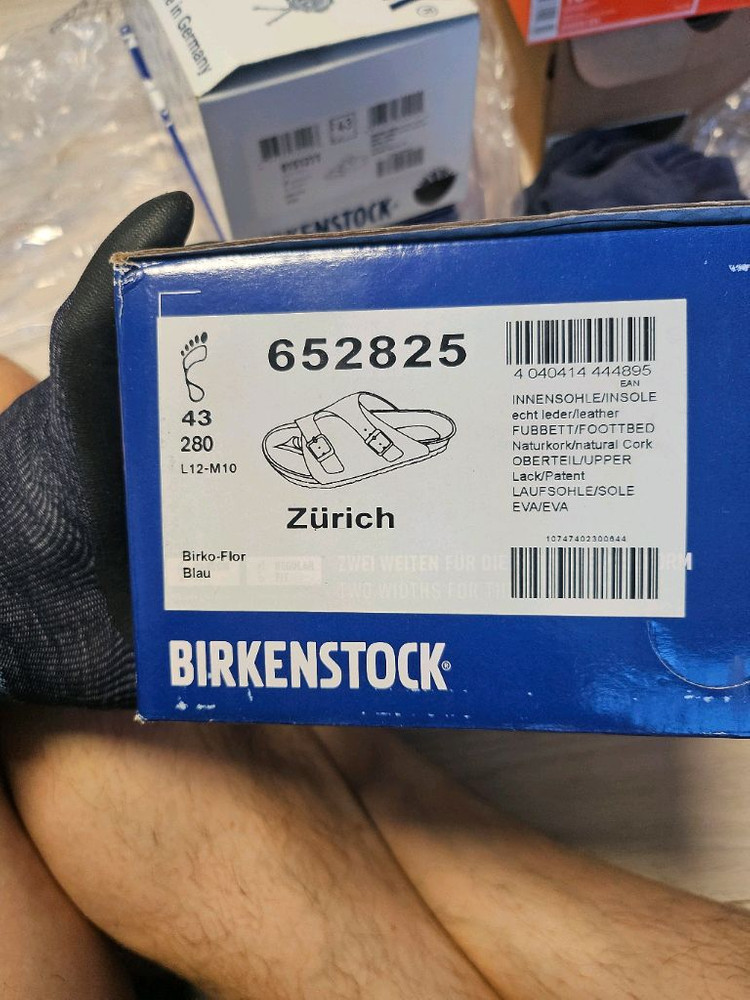 e in Germany
®
43
BIRKENSTOCK
652825
43
280
L12-M10
Zürich
Birko-Flor
Blau
4 040414 444895
EAN
INNENSOHLE/INSOLE
echt leder/leather
FUBBETT/FOOTTBED
Naturkork/natural Cork
OBERTEIL/UPPER
Lack/Patent
LAUFSOHLE/SOLE
EVA/EVA
10747402300644
ZWEI WEITEN FÜR DIE ORM
TWO WIDTHS FOR
BIRKENSTOCK®